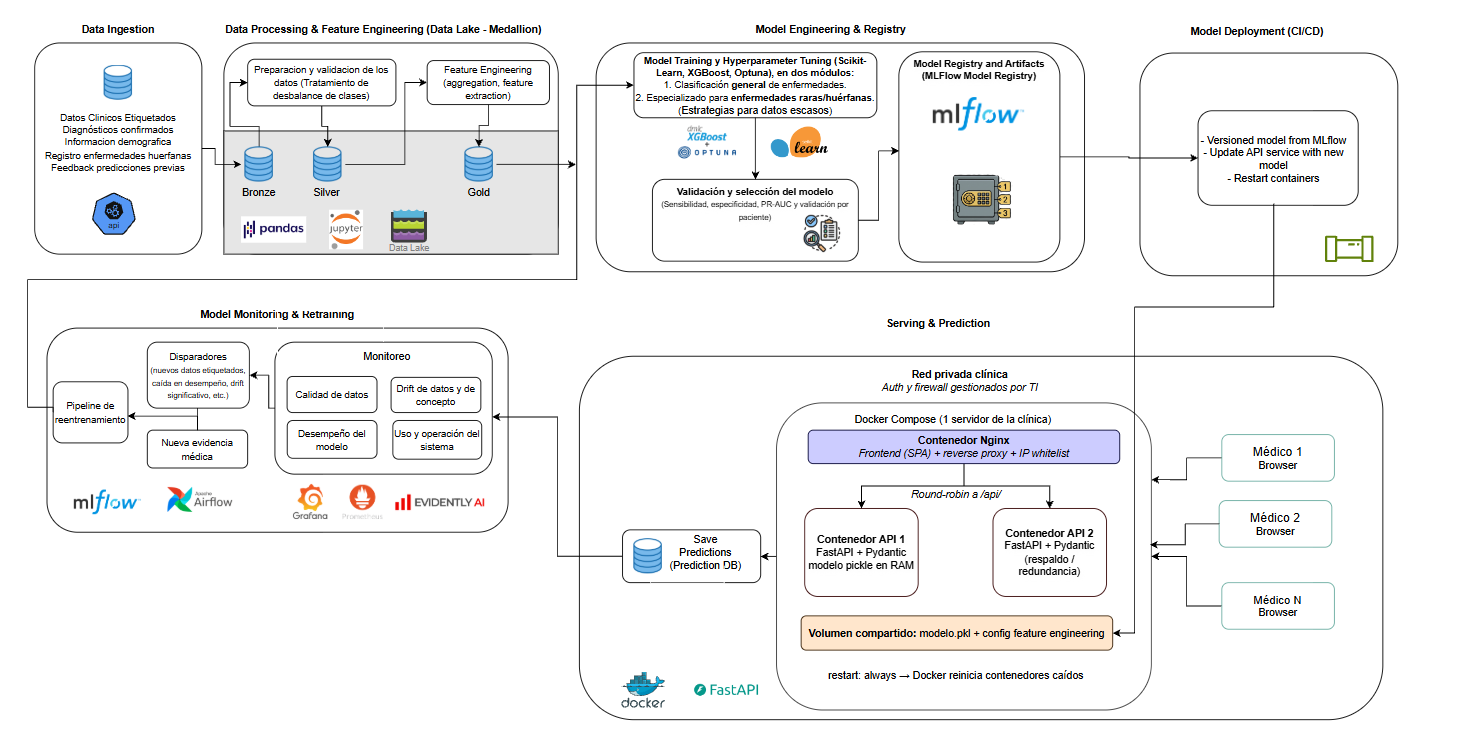 Data Ingestion
Datos Clinicos Etiquetados
Diagnósticos confirmados
Informacion demografica
Registro enfermedades huerfanas
Feedback predicciones previas
api
Data Processing & Feature Engineering (Data Lake - Medallion)
Preparacion y validacion de los
datos (Tratamiento de
desbalance de clases)
Feature Engineering
(aggregation, feature
extraction)
Bronze
Silver
Gold
pandas
jupyter
Data Lake
Model Engineering & Registry
Model Training y Hyperparameter Tuning (Scikit-
Learn, XGBoost, Optuna), en dos módulos:
1. Clasificación general de enfermedades.
2. Especializado para enfermedades raras/huérfanas.
(Estrategias para datos escasos)
dmlc
XGBoost
+
OPTUNA
learn
Validación y selección del modelo
(Sensibilidad, especificidad, PR-AUC y validación por
paciente)
Model Registry and Artifacts
(MLFlow Model Registry)
mlflow
1
2
3
Model Deployment (CI/CD)
- Versioned model from MLflow
- Update API service with new
model
- Restart containers
Model Monitoring & Retraining
Pipeline de
reentrenamiento
Disparadores
(nuevos datos etiquetados,
caída en desempeño, drift
significativo, etc.)
Nueva evidencia
médica
Monitoreo
Calidad de datos
Drift de datos y de
concepto
Desempeño del
modelo
Uso y operación del
sistema
mlflow
Apache
Airflow
Grafana
Prometheus
EVIDENTLY AI
Serving & Prediction
Red privada clínica
Auth y firewall gestionados por TI
Docker Compose (1 servidor de la clínica)
Contenedor Nginx
Frontend (SPA) + reverse proxy + IP whitelist
Round-robin a /api/
Contenedor API 1
FastAPI + Pydantic
modelo pickle en RAM
Contenedor API 2
FastAPI + Pydantic
(respaldo /
redundancia)
Volumen compartido: modelo.pkl + config feature engineering
restart: always → Docker reinicia contenedores caídos
Save
Predictions
(Prediction DB)
docker
FastAPI
Médico 1
Browser
Médico 2
Browser
Médico N
Browser